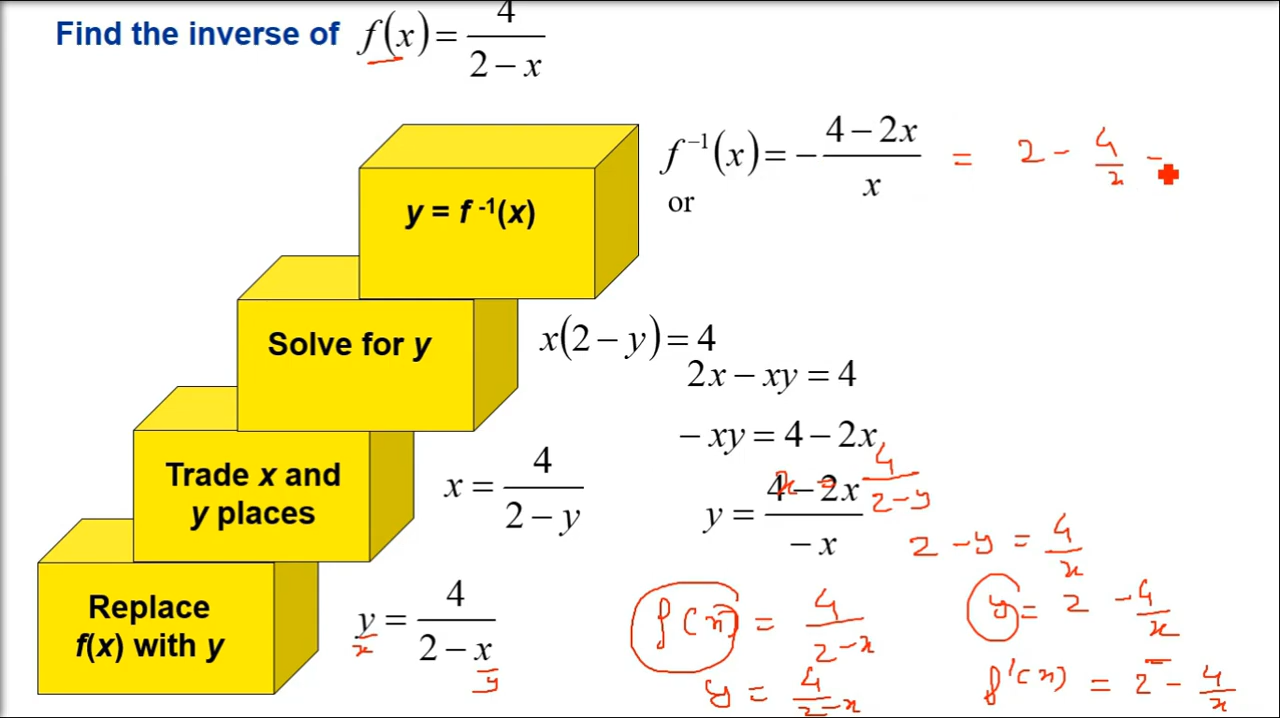 Find the inverse of f(x) = 4/(2 − x)
f⁻¹(x) = −(4 − 2x)/x = 2 − 4/x −
or
y = f -1(x)
Solve for y
x(2 − y) = 4
2x − xy = 4
− xy = 4 − 2x
Trade x and
y places
x = 4/(2 − y)
y = (4 − 2x)/(− x)
x = 4/(2 − y)
2 − y = 4/x
Replace
f(x) with y
y = 4/(2 − x)
x
y
f(x) = 4/(2 − x)
y = 2 − 4/x
y = 4/(2 − x)
f'(x) = 2 − 4/x